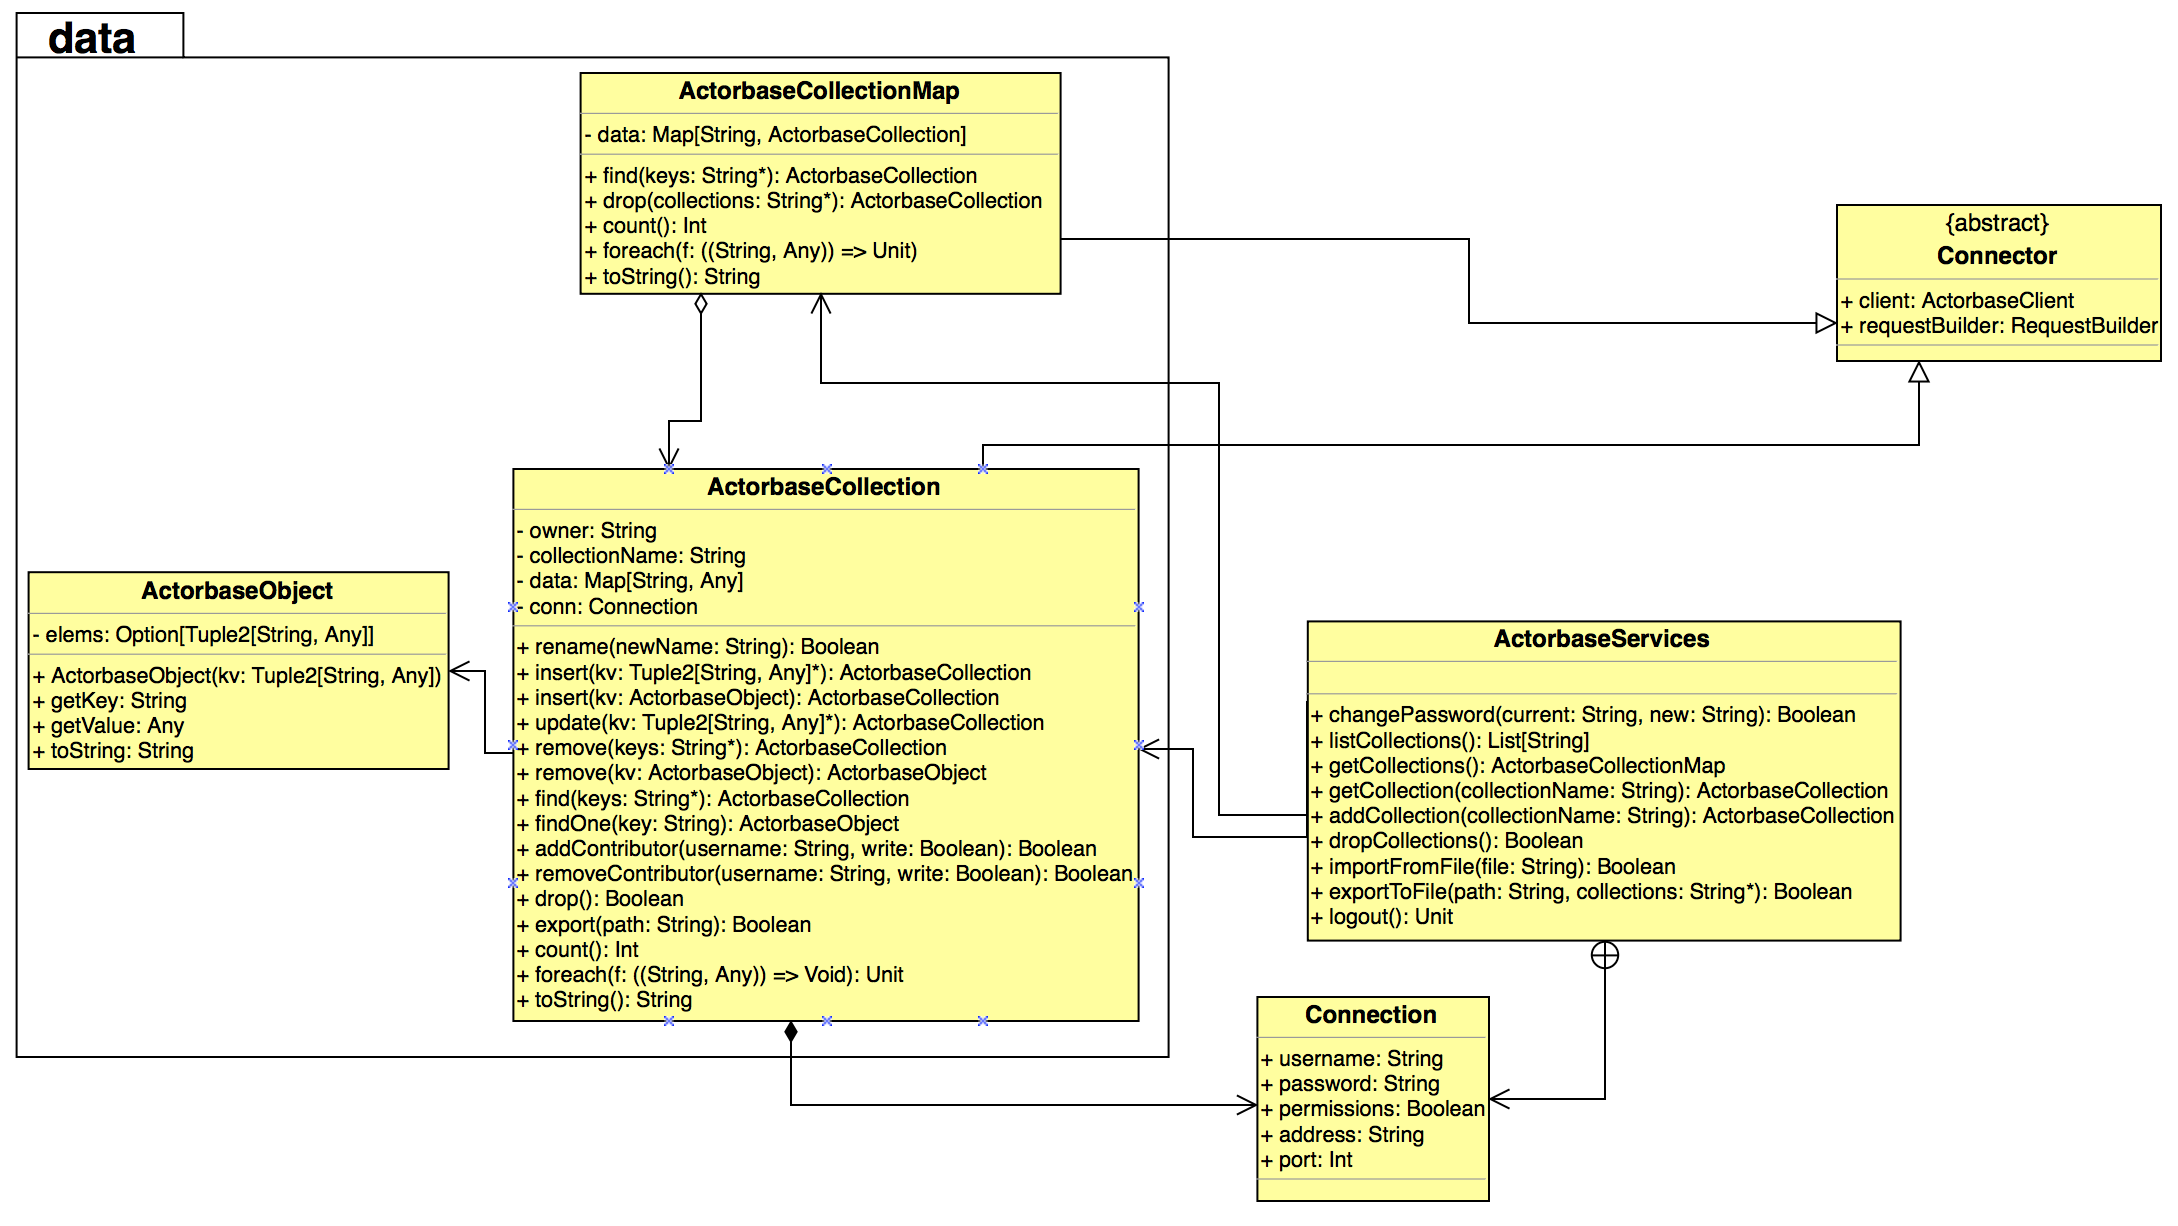 data
ActorbaseCollectionMap
- data: Map[String, ActorbaseCollection]
+ find(keys: String*): ActorbaseCollection
+ drop(collections: String*): ActorbaseCollection
+ count(): Int
+ foreach(f: ((String, Any)) => Unit)
+ toString(): String
{abstract}
Connector
+ client: ActorbaseClient
+ requestBuilder: RequestBuilder
ActorbaseCollection
- owner: String
- collectionName: String
- data: Map[String, Any]
- conn: Connection
+ rename(newName: String): Boolean
+ insert(kv: Tuple2[String, Any]*): ActorbaseCollection
+ insert(kv: ActorbaseObject): ActorbaseCollection
+ update(kv: Tuple2[String, Any]*): ActorbaseCollection
+ remove(keys: String*): ActorbaseCollection
+ remove(kv: ActorbaseObject): ActorbaseObject
+ find(keys: String*): ActorbaseCollection
+ findOne(key: String): ActorbaseObject
+ addContributor(username: String, write: Boolean): Boolean
+ removeContributor(username: String, write: Boolean): Boolean
+ drop(): Boolean
+ export(path: String): Boolean
+ count(): Int
+ foreach(f: ((String, Any)) => Void): Unit
+ toString(): String
ActorbaseObject
- elems: Option[Tuple2[String, Any]]
+ ActorbaseObject(kv: Tuple2[String, Any])
+ getKey: String
+ getValue: Any
+ toString: String
ActorbaseServices
+ changePassword(current: String, new: String): Boolean
+ listCollections(): List[String]
+ getCollections(): ActorbaseCollectionMap
+ getCollection(collectionName: String): ActorbaseCollection
+ addCollection(collectionName: String): ActorbaseCollection
+ dropCollections(): Boolean
+ importFromFile(file: String): Boolean
+ exportToFile(path: String, collections: String*): Boolean
+ logout(): Unit
Connection
+ username: String
+ password: String
+ permissions: Boolean
+ address: String
+ port: Int